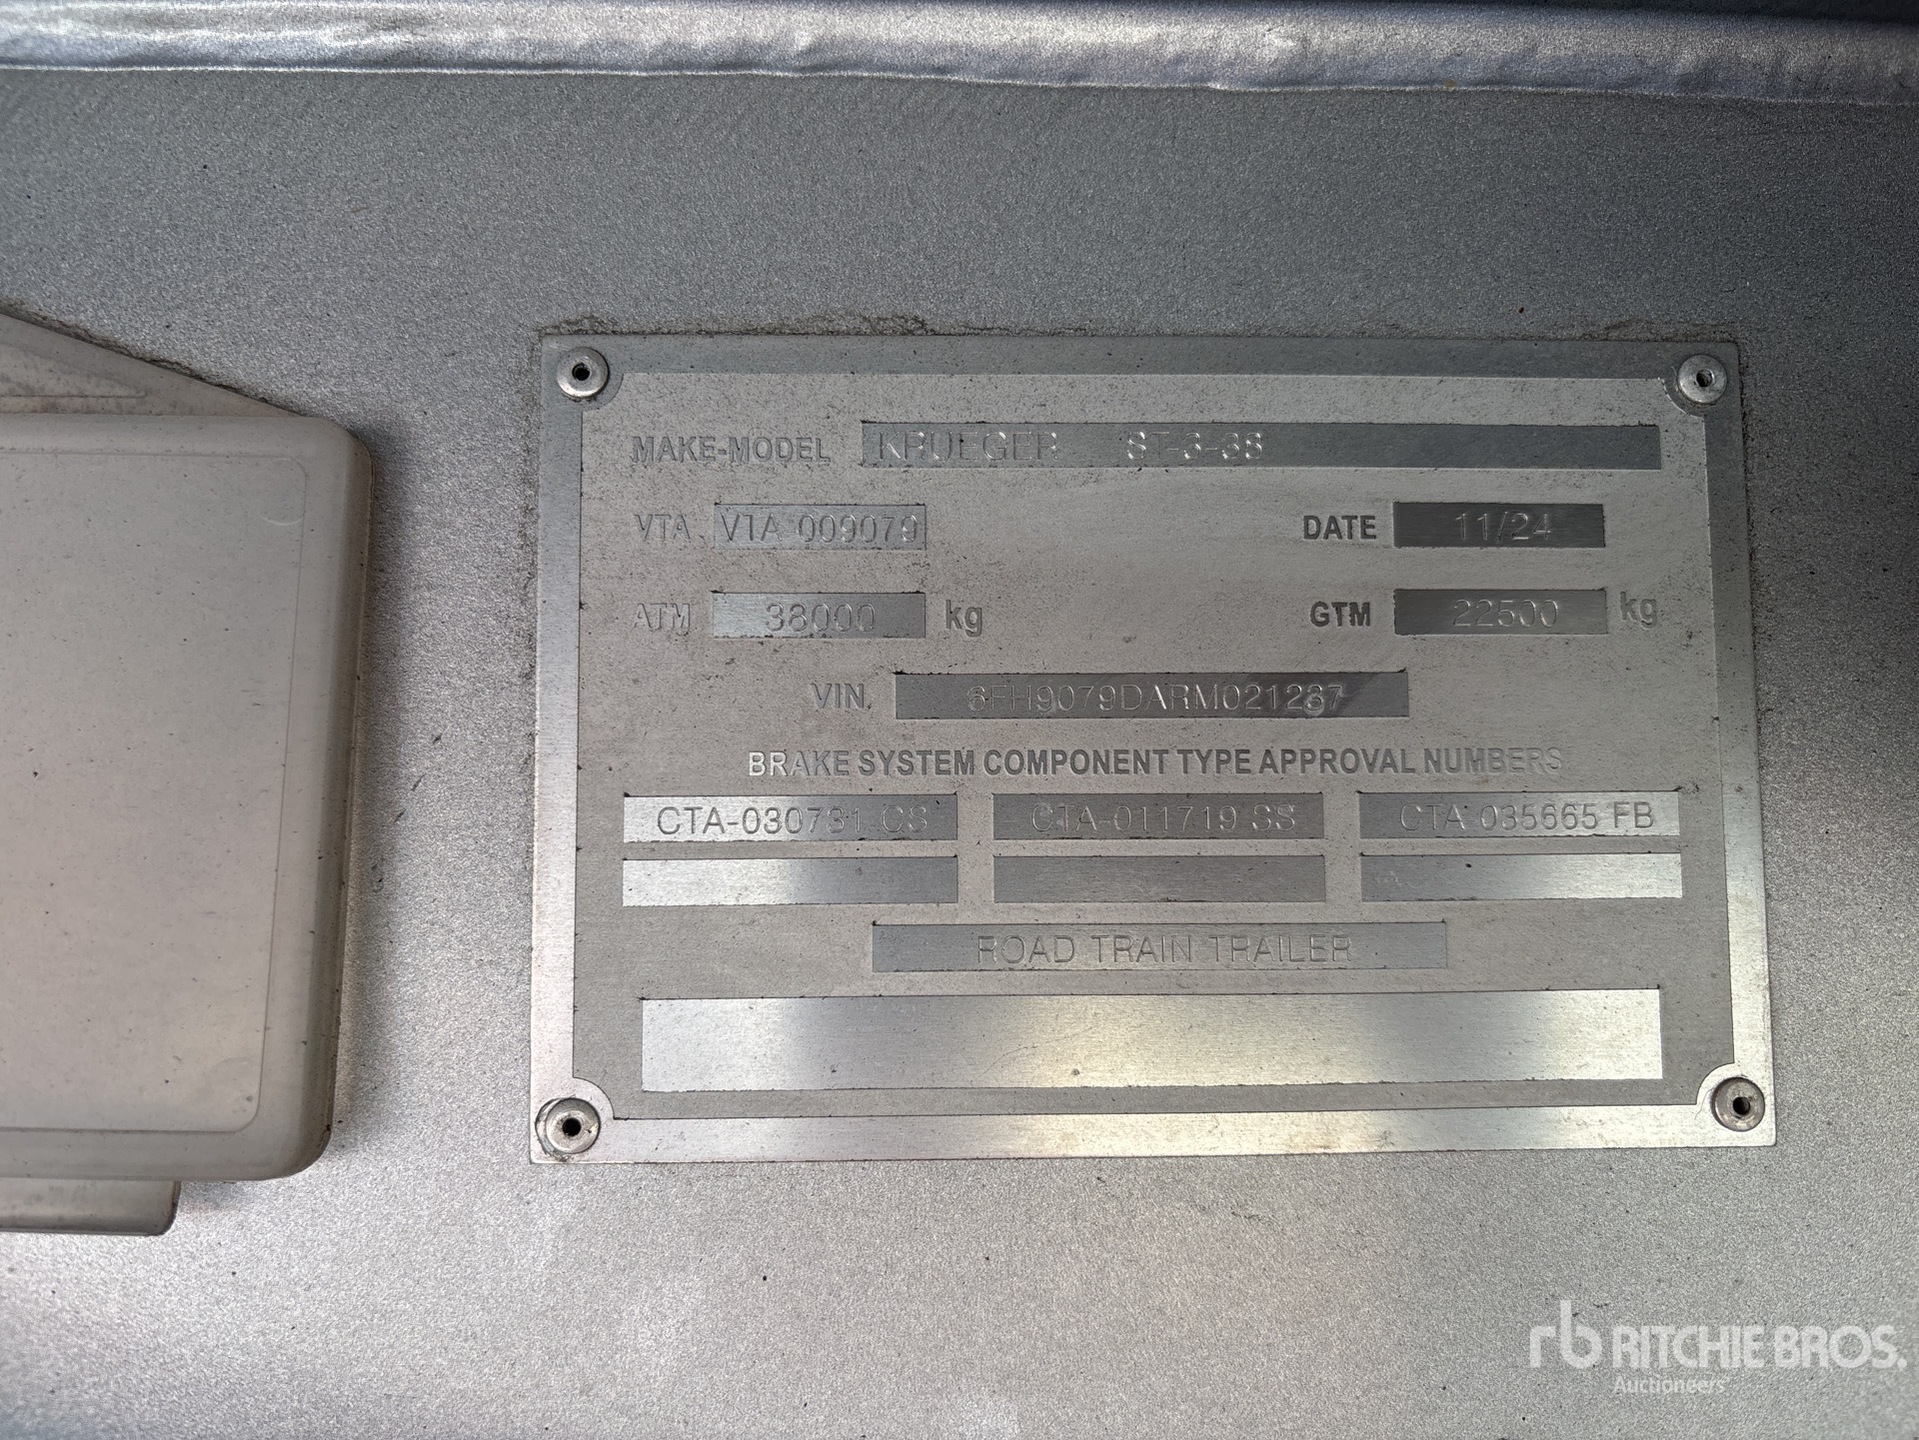 MAKE-MODEL KRUEGER ST-3-38
VTA VTA 009079 DATE 11/24
ATM 38000 kg GTM 22500 kg
VIN. 6FH9079DARM021287
BRAKE SYSTEM COMPONENT TYPE APPROVAL NUMBERS
CTA-030731 CS CTA-011719 SS CTA-035665 FB
ROAD TRAIN TRAILER
rb RITCHIE BROS.
Auctioneers